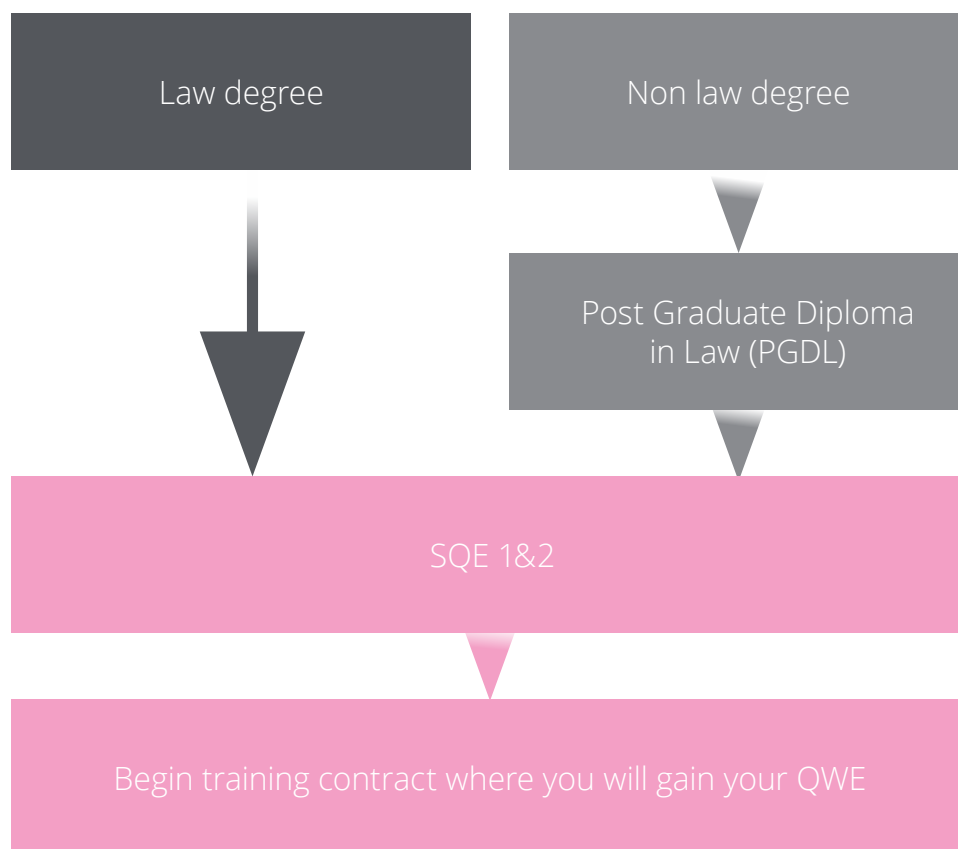 Law degree
Non law degree
Post Graduate Diploma
in Law (PGDL)
SQE 1&2
Begin training contract where you will gain your QWE